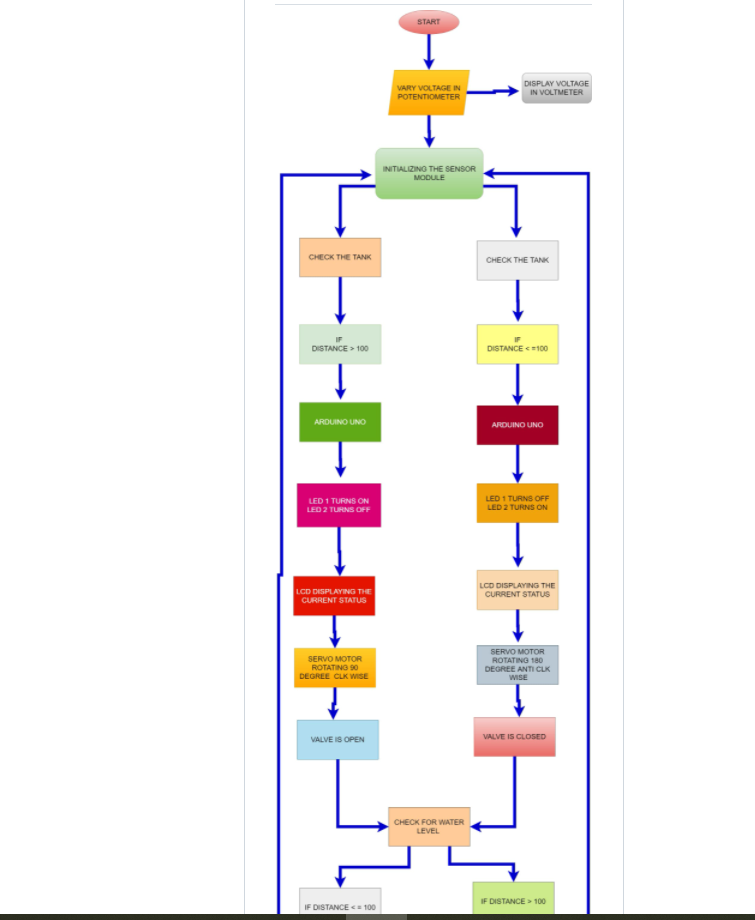 START
VARY VOLTAGE IN
POTENTIOMETER
DISPLAY VOLTAGE
IN VOLTMETER
INITIALIZING THE SENSOR
MODULE
CHECK THE TANK
CHECK THE TANK
IF
DISTANCE > 100
IF
DISTANCE < =100
ARDUINO UNO
ARDUINO UNO
LED 1 TURNS ON
LED 2 TURNS OFF
LED 1 TURNS OFF
LED 2 TURNS ON
LCD DISPLAYING THE
CURRENT STATUS
LCD DISPLAYING THE
CURRENT STATUS
SERVO MOTOR
ROTATING 90
DEGREE CLK WISE
SERVO MOTOR
ROTATING 180
DEGREE ANTI CLK
WISE
VALVE IS OPEN
VALVE IS CLOSED
CHECK FOR WATER
LEVEL
IF DISTANCE < = 100
IF DISTANCE > 100